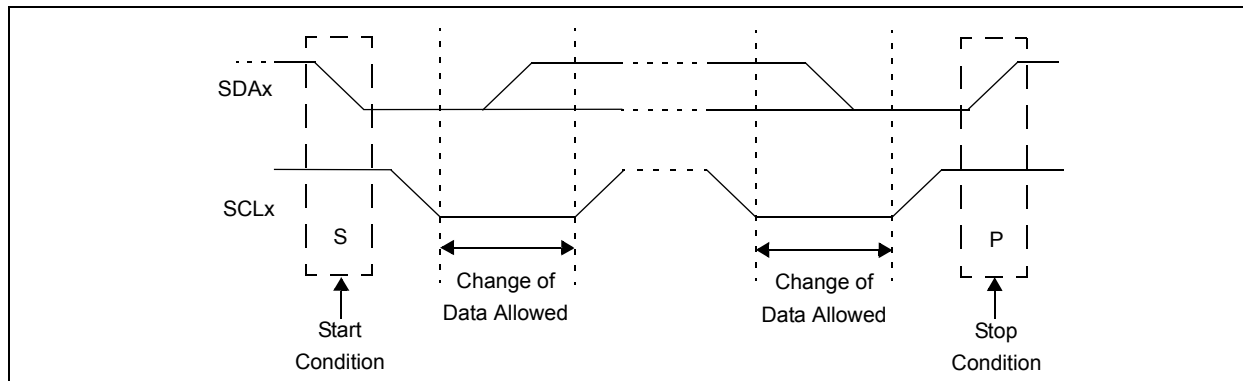 SDAx
SCLx
S
P
Change of
Data Allowed
Change of
Data Allowed
Start
Condition
Stop
Condition